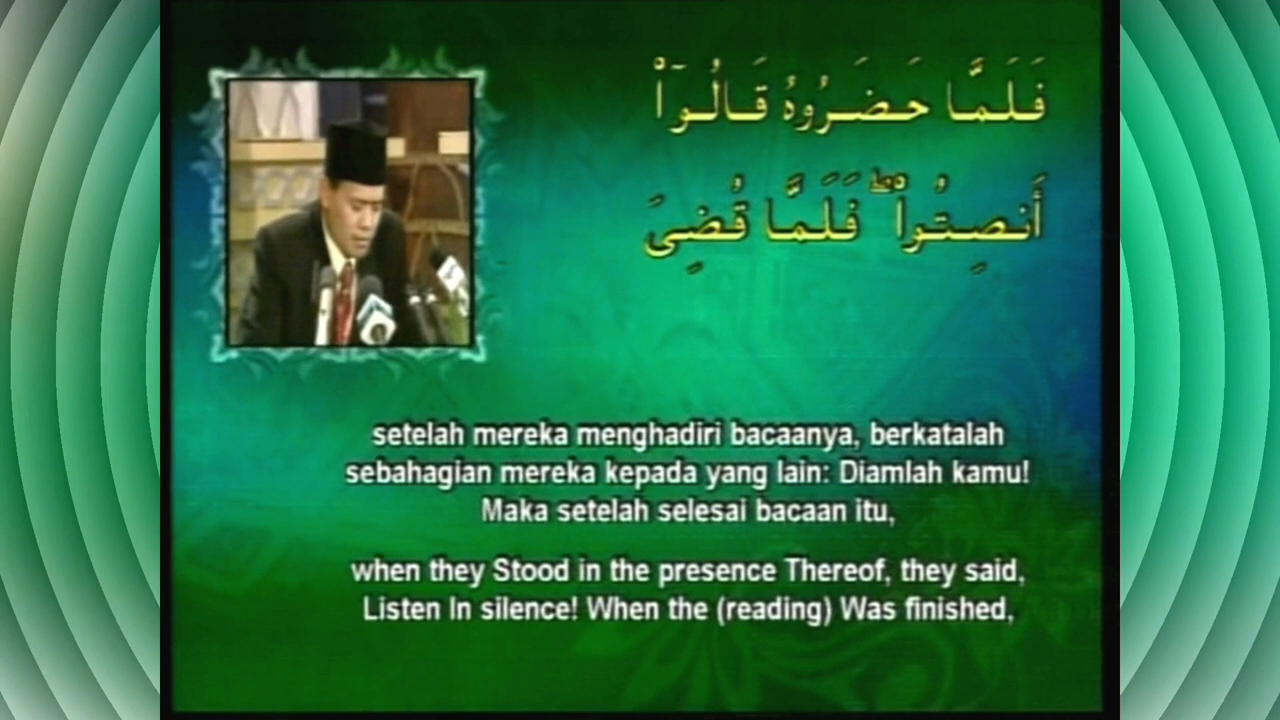 فَلَمَّا حَضَرُوهُ قَالُوٓا۟
أَنصِتُوا۟ ۖ فَلَمَّا قُضِىَ
setelah mereka menghadiri bacaanya, berkatalah
sebahagian mereka kepada yang lain: Diamlah kamu!
Maka setelah selesai bacaan itu,
when they Stood in the presence Thereof, they said,
Listen In silence! When the (reading) Was finished,